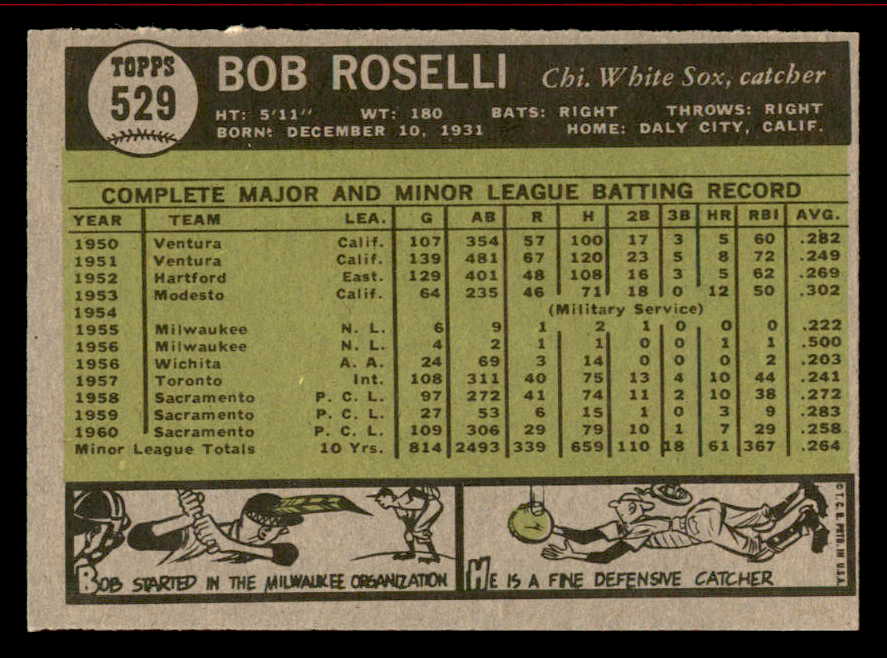 TOPPS
529
BOB ROSELLI Chi. White Sox, catcher
HT: 5'11" WT: 180 BATS: RIGHT THROWS: RIGHT
BORN: DECEMBER 10, 1931 HOME: DALY CITY, CALIF.
COMPLETE MAJOR AND MINOR LEAGUE BATTING RECORD
YEAR TEAM LEA. G AB R H 2B 3B HR RBI AVG.
1950 Ventura Calif. 107 354 57 100 17 3 5 60 .282
1951 Ventura Calif. 139 481 67 120 23 5 8 72 .249
1952 Hartford East. 129 401 48 108 16 3 5 62 .269
1953 Modesto Calif. 64 235 46 71 18 0 12 50 .302
1954 (Military Service)
1955 Milwaukee N. L. 6 9 1 2 1 0 0 0 .222
1956 Milwaukee N. L. 4 2 1 1 0 0 1 1 .500
1956 Wichita A. A. 24 69 3 14 0 0 0 2 .203
1957 Toronto Int. 108 311 40 75 13 4 10 44 .241
1958 Sacramento P. C. L. 97 272 41 74 11 2 10 38 .272
1959 Sacramento P. C. L. 27 53 6 15 1 0 3 9 .283
1960 Sacramento P. C. L. 109 306 29 79 10 1 7 29 .258
Minor League Totals 10 Yrs. 814 2493 339 659 110 18 61 367 .264
BOB STARTED IN THE MILWAUKEE ORGANIZATION
HE IS A FINE DEFENSIVE CATCHER
© T. C. G. PRTD. IN U.S.A.